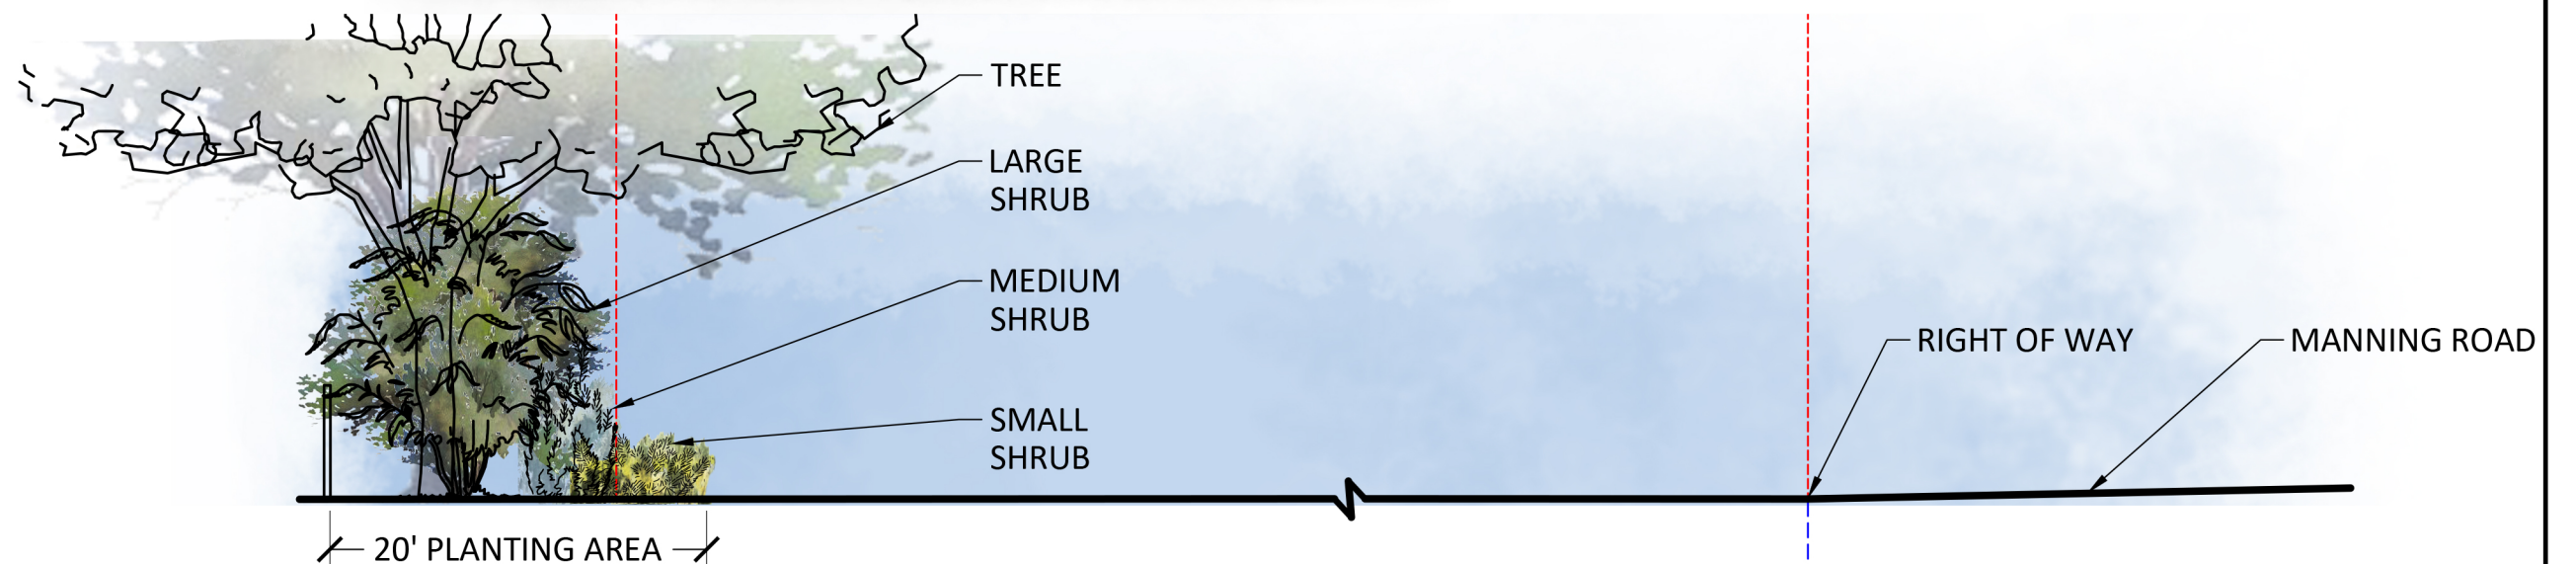 TREE
LARGE
SHRUB
MEDIUM
SHRUB
RIGHT OF WAY
MANNING ROAD
SMALL
SHRUB
20' PLANTING AREA